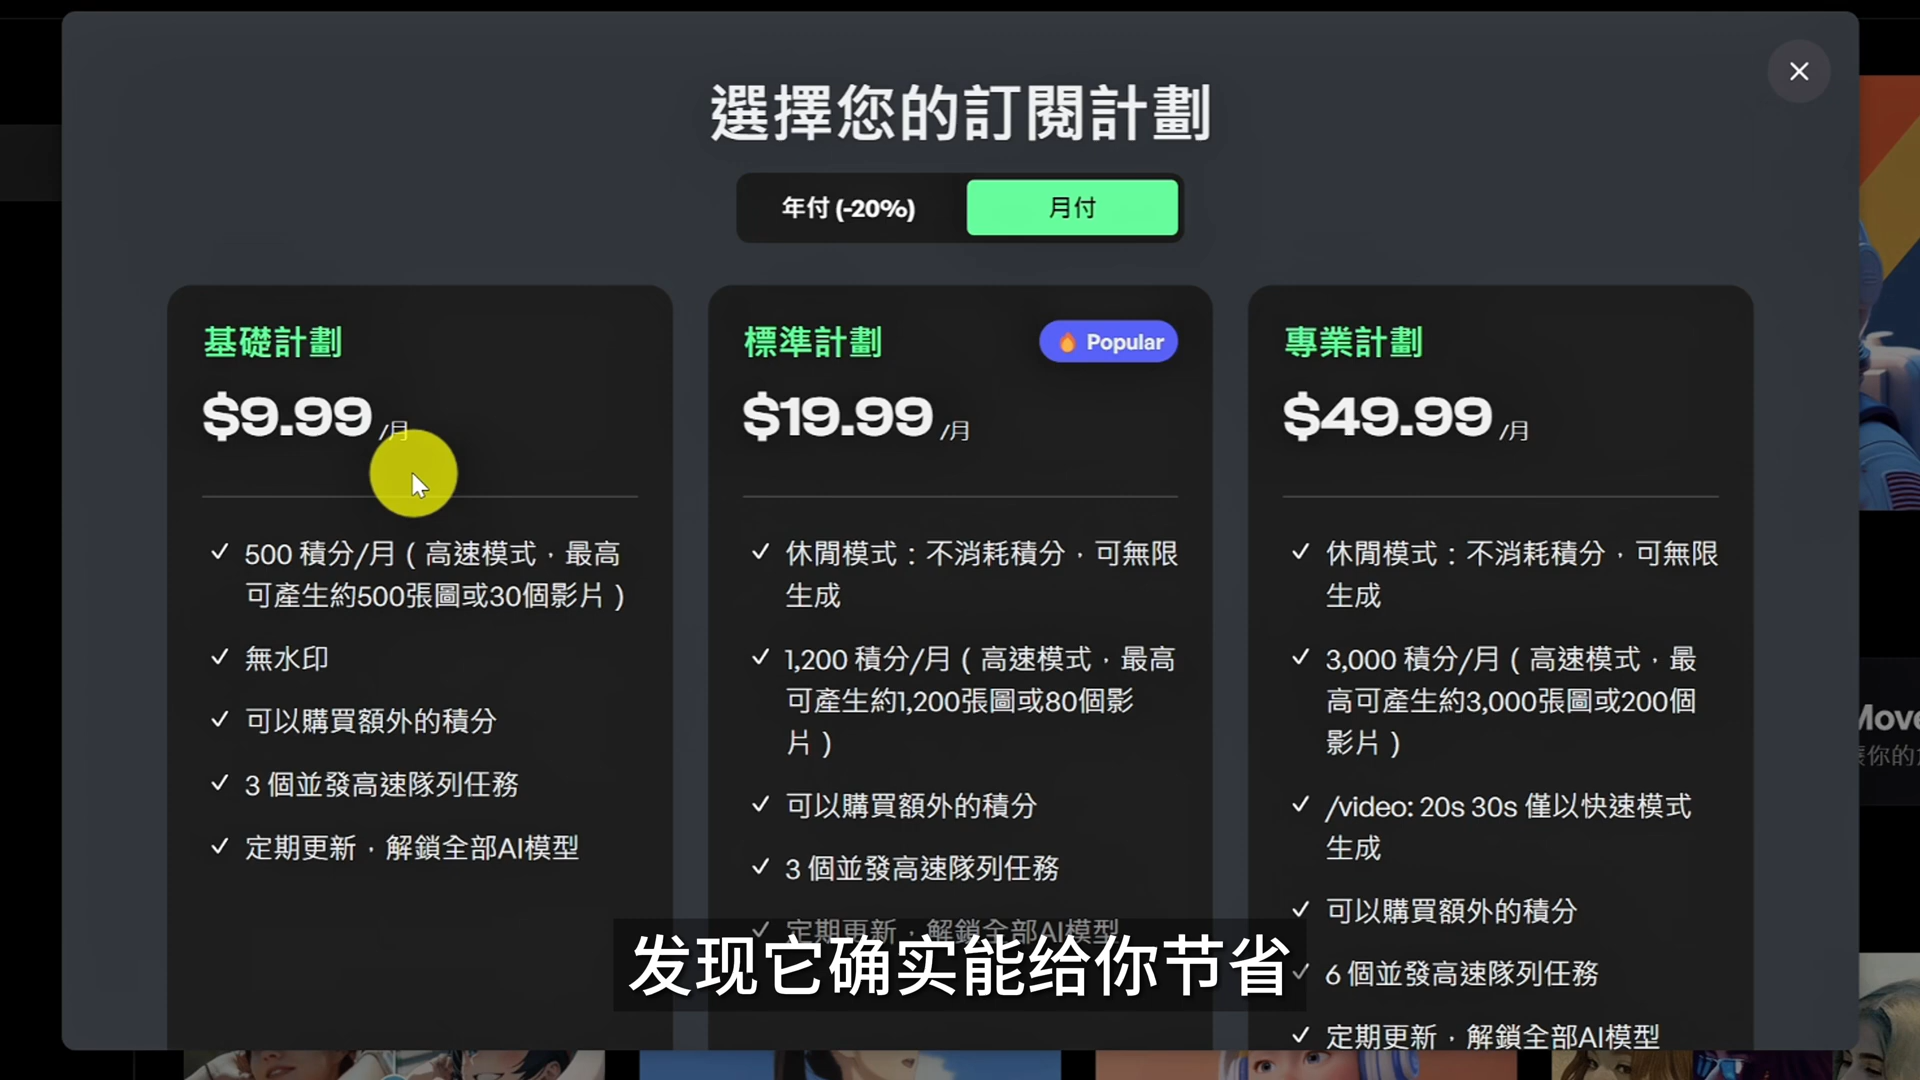 選擇您的訂閱計劃
年付 (-20%)
月付
基礎計劃
$9.99 /月
500 積分/月 ( 高速模式，最高
可產生約500張圖或30個影片 )
無水印
可以購買額外的積分
3 個並發高速隊列任務
定期更新，解鎖全部AI模型
標準計劃
Popular
$19.99 /月
休閒模式：不消耗積分，可無限
生成
1,200 積分/月 ( 高速模式，最高
可產生約1,200張圖或80個影
片 )
可以購買額外的積分
3 個並發高速隊列任務
定期更新，解鎖全部AI模型
專業計劃
$49.99 /月
休閒模式：不消耗積分，可無限
生成
3,000 積分/月 ( 高速模式，最
高可產生約3,000張圖或200個
影片 )
/video: 20s 30s 僅以快速模式
生成
可以購買額外的積分
6 個並發高速隊列任務
定期更新，解鎖全部AI模型
发现它确实能给你节省